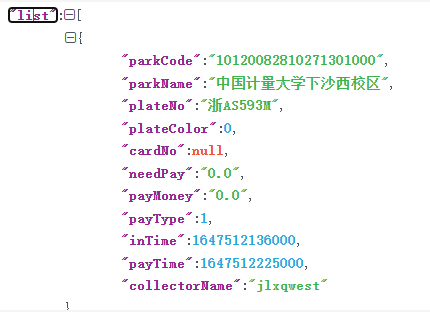 "list":[
{
"parkCode":"10120082810271301000",
"parkName":"中国计量大学下沙西校区",
"plateNo":"浙AS593M",
"plateColor":0,
"cardNo":null,
"needPay":"0.0",
"payMoney":"0.0",
"payType":1,
"inTime":1647512136000,
"payTime":1647512225000,
"collectorName":"jlxqwest"
}